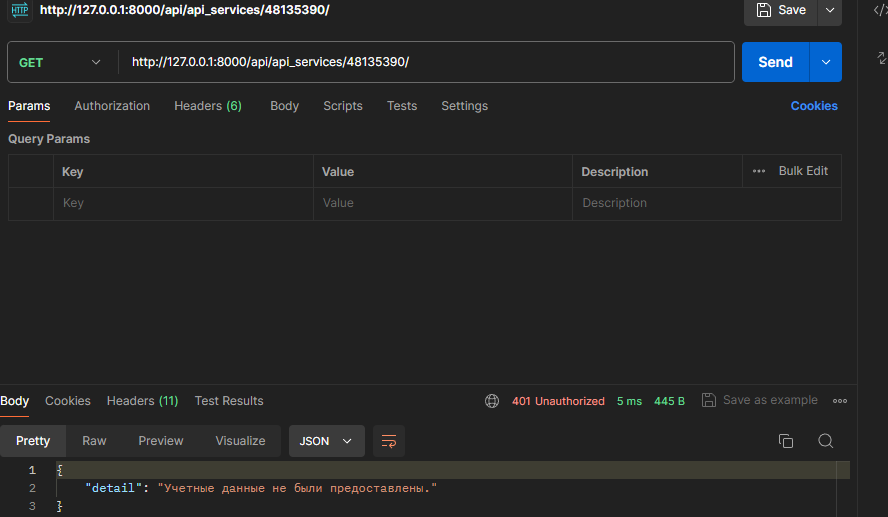 HTTP http://127.0.0.1:8000/api/api_services/48135390/ Save
GET http://127.0.0.1:8000/api/api_services/48135390/ Send
Params Authorization Headers (6) Body Scripts Tests Settings Cookies
Query Params
Key Value Description ••• Bulk Edit
Key Value Description
Body Cookies Headers (11) Test Results 401 Unauthorized 5 ms 445 B Save as example
Pretty Raw Preview Visualize JSON
1 {
2 "detail": "Учетные данные не были предоставлены."
3 }